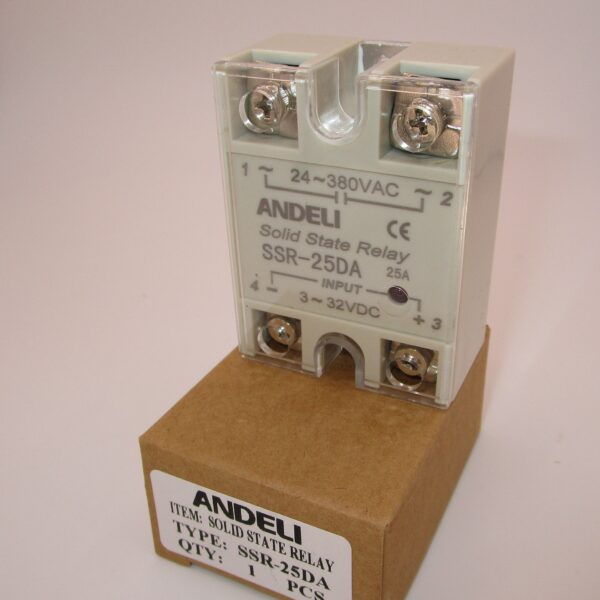 1 ~ 24~380VAC ~ 2
ANDELI CE
Solid State Relay
SSR-25DA 25A
4 - INPUT + 3
3~32VDC
ANDELI
ITEM: SOLID STATE RELAY
TYPE: SSR-25DA
QTY: 1 PCS